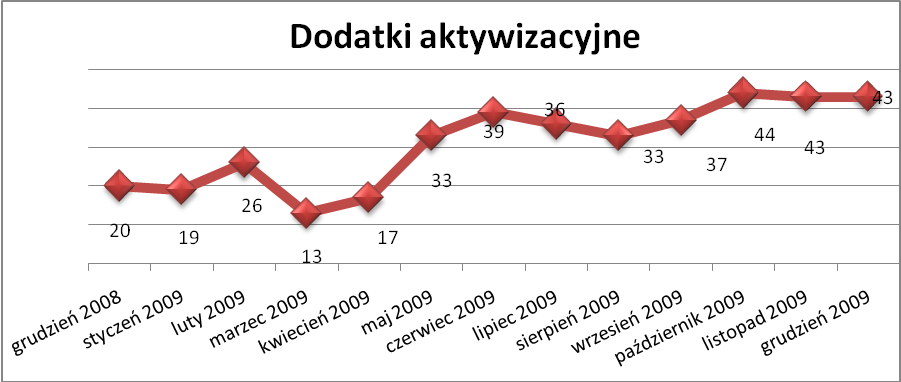 Dodatki aktywizacyjne
20
19
26
13
17
33
39
36
33
37
44
43
43
grudzień 2008
styczeń 2009
luty 2009
marzec 2009
kwiecień 2009
maj 2009
czerwiec 2009
lipiec 2009
sierpień 2009
wrzesień 2009
październik 2009
listopad 2009
grudzień 2009